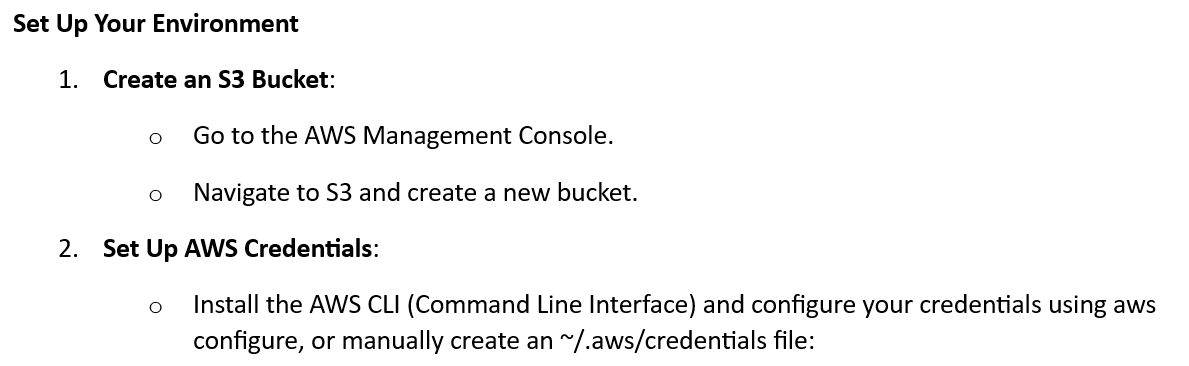 Set Up Your Environment
1. Create an S3 Bucket:
o Go to the AWS Management Console.
o Navigate to S3 and create a new bucket.
2. Set Up AWS Credentials:
o Install the AWS CLI (Command Line Interface) and configure your credentials using aws
configure, or manually create an ~/.aws/credentials file: